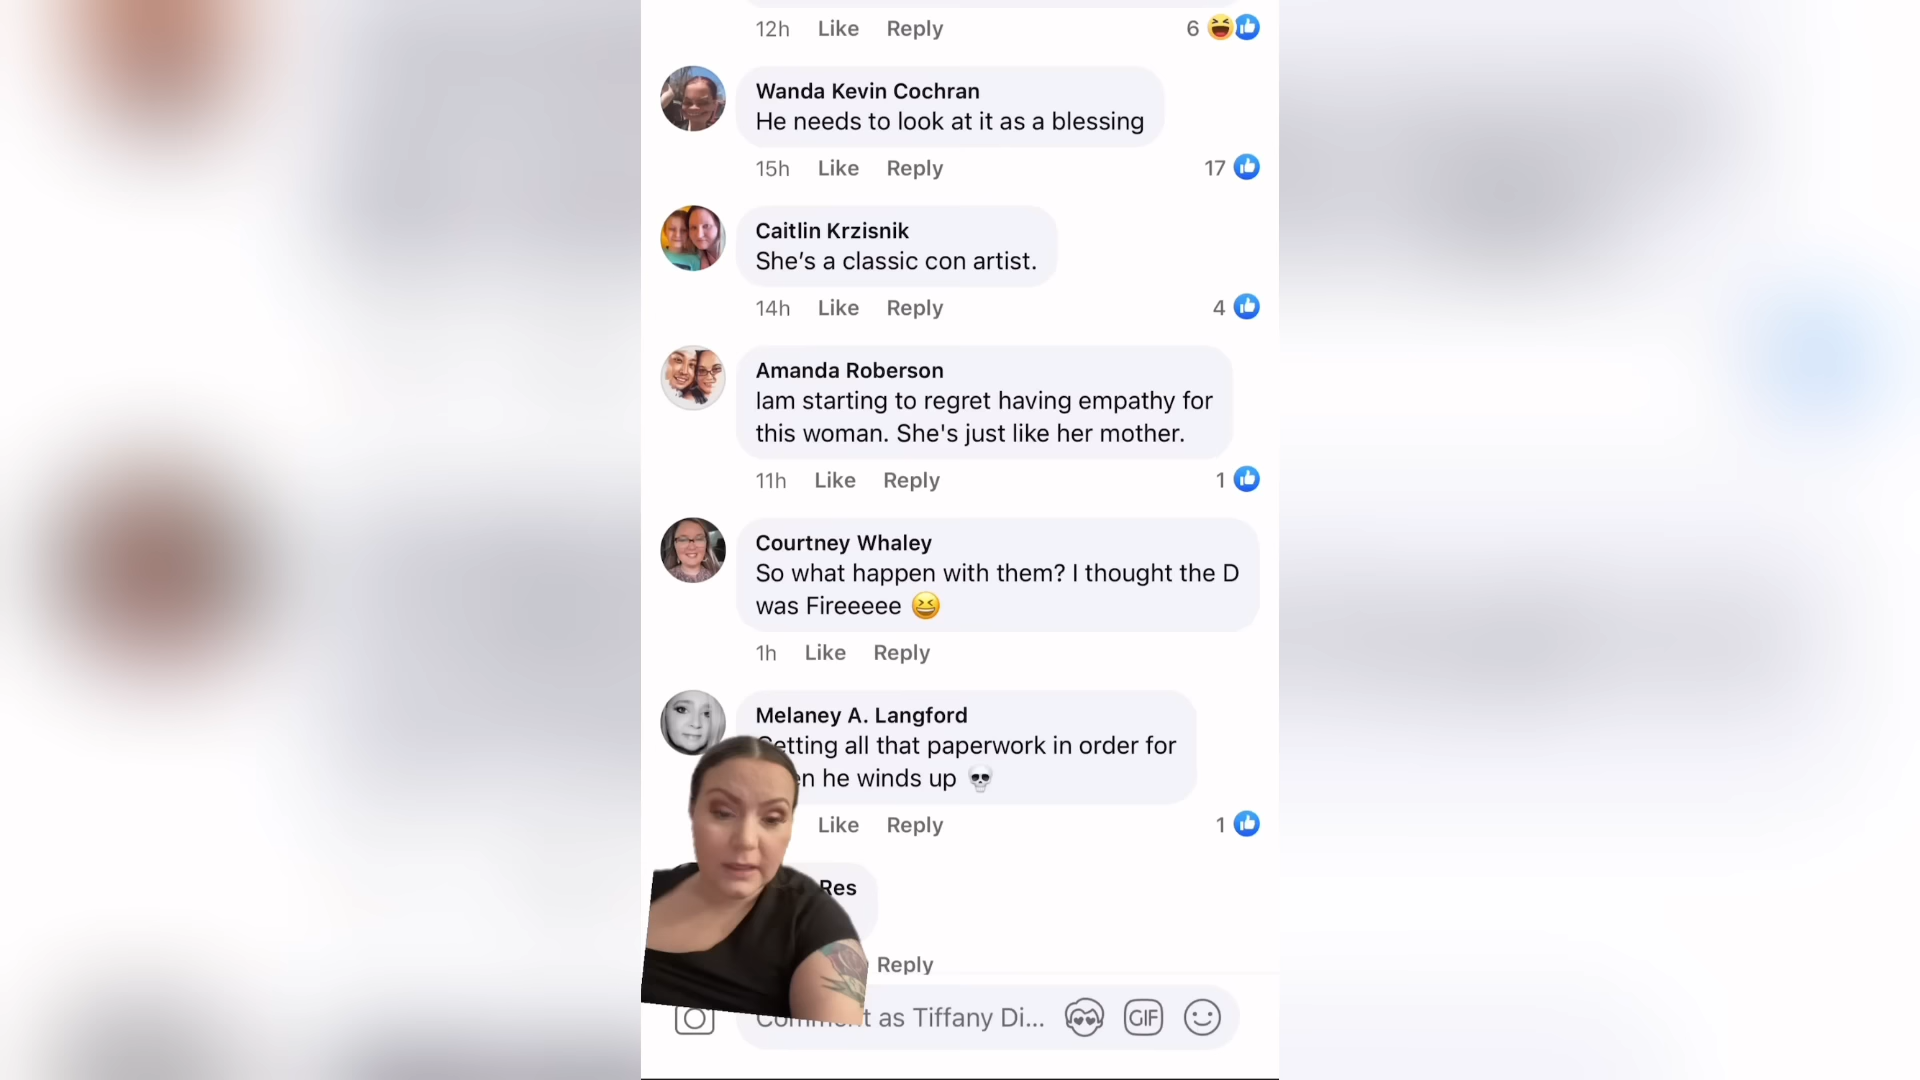 12h Like Reply 6
Wanda Kevin Cochran
He needs to look at it as a blessing
15h Like Reply 17
Caitlin Krzisnik
She's a classic con artist.
14h Like Reply 4
Amanda Roberson
Iam starting to regret having empathy for
this woman. She's just like her mother.
11h Like Reply 1
Courtney Whaley
So what happen with them? I thought the D
was Fireeeee 😆
1h Like Reply
Melaney A. Langford
all that paperwork in order for
he winds up 💀
Like Reply 1
Res
Reply
as Tiffany Di...
GIF